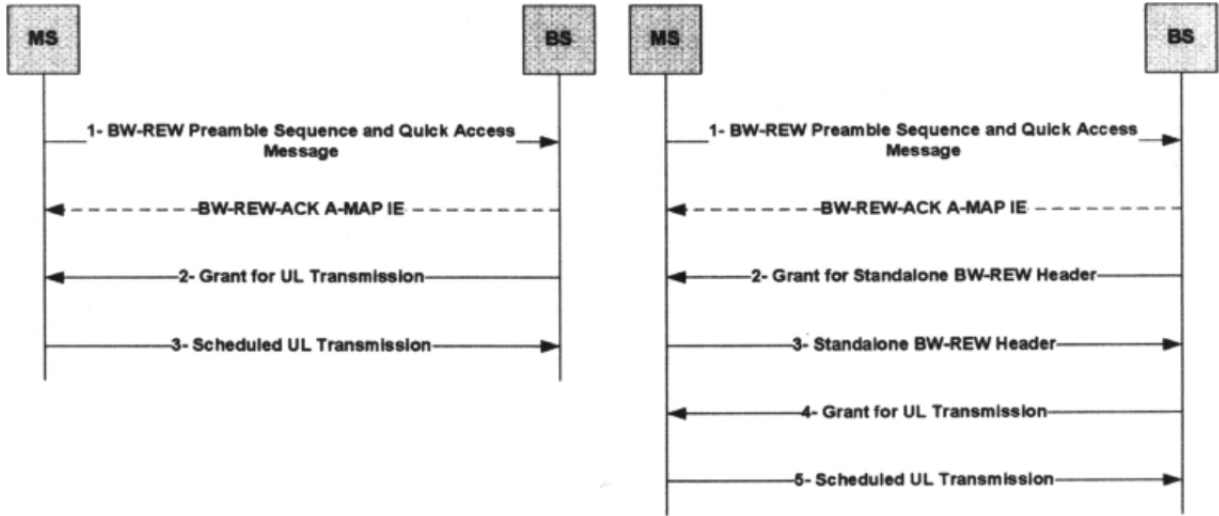 MS
BS
1- BW-REW Preamble Sequence and Quick Access
Message
BW-REW-ACK A-MAP IE
2- Grant for UL Transmission
3- Scheduled UL Transmission
MS
BS
1- BW-REW Preamble Sequence and Quick Access
Message
BW-REW-ACK A-MAP IE
2- Grant for Standalone BW-REW Header
3- Standalone BW-REW Header
4- Grant for UL Transmission
5- Scheduled UL Transmission